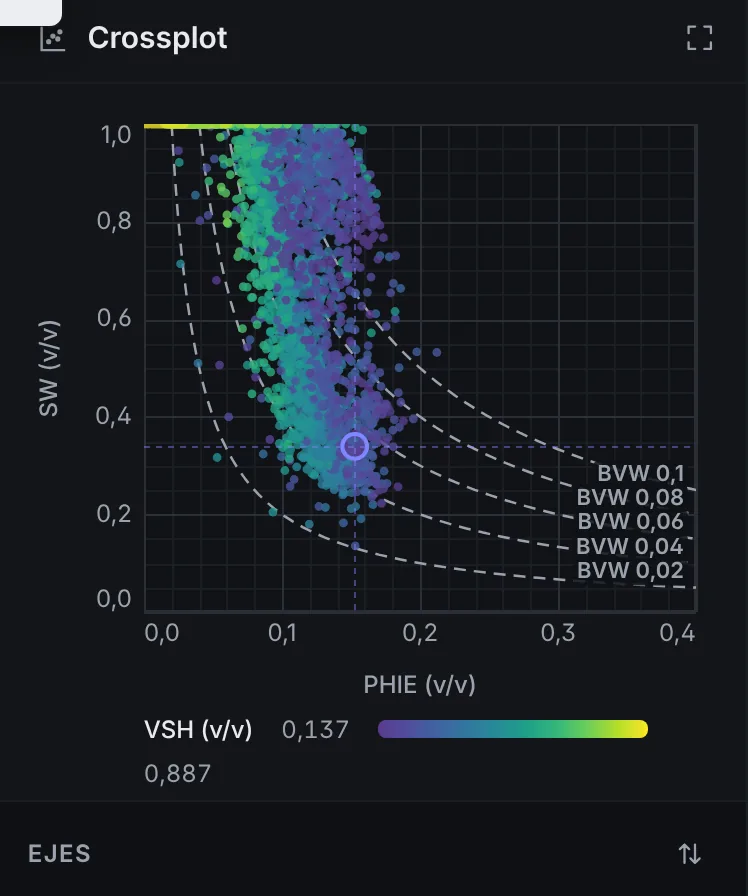 Crossplot
1,0
0,8
0,6
0,4
0,2
0,0
SW (v/v)
BVW 0,1
BVW 0,08
BVW 0,06
BVW 0,04
BVW 0,02
0,0 0,1 0,2 0,3 0,4
PHIE (v/v)
VSH (v/v) 0,137
0,887
EJES